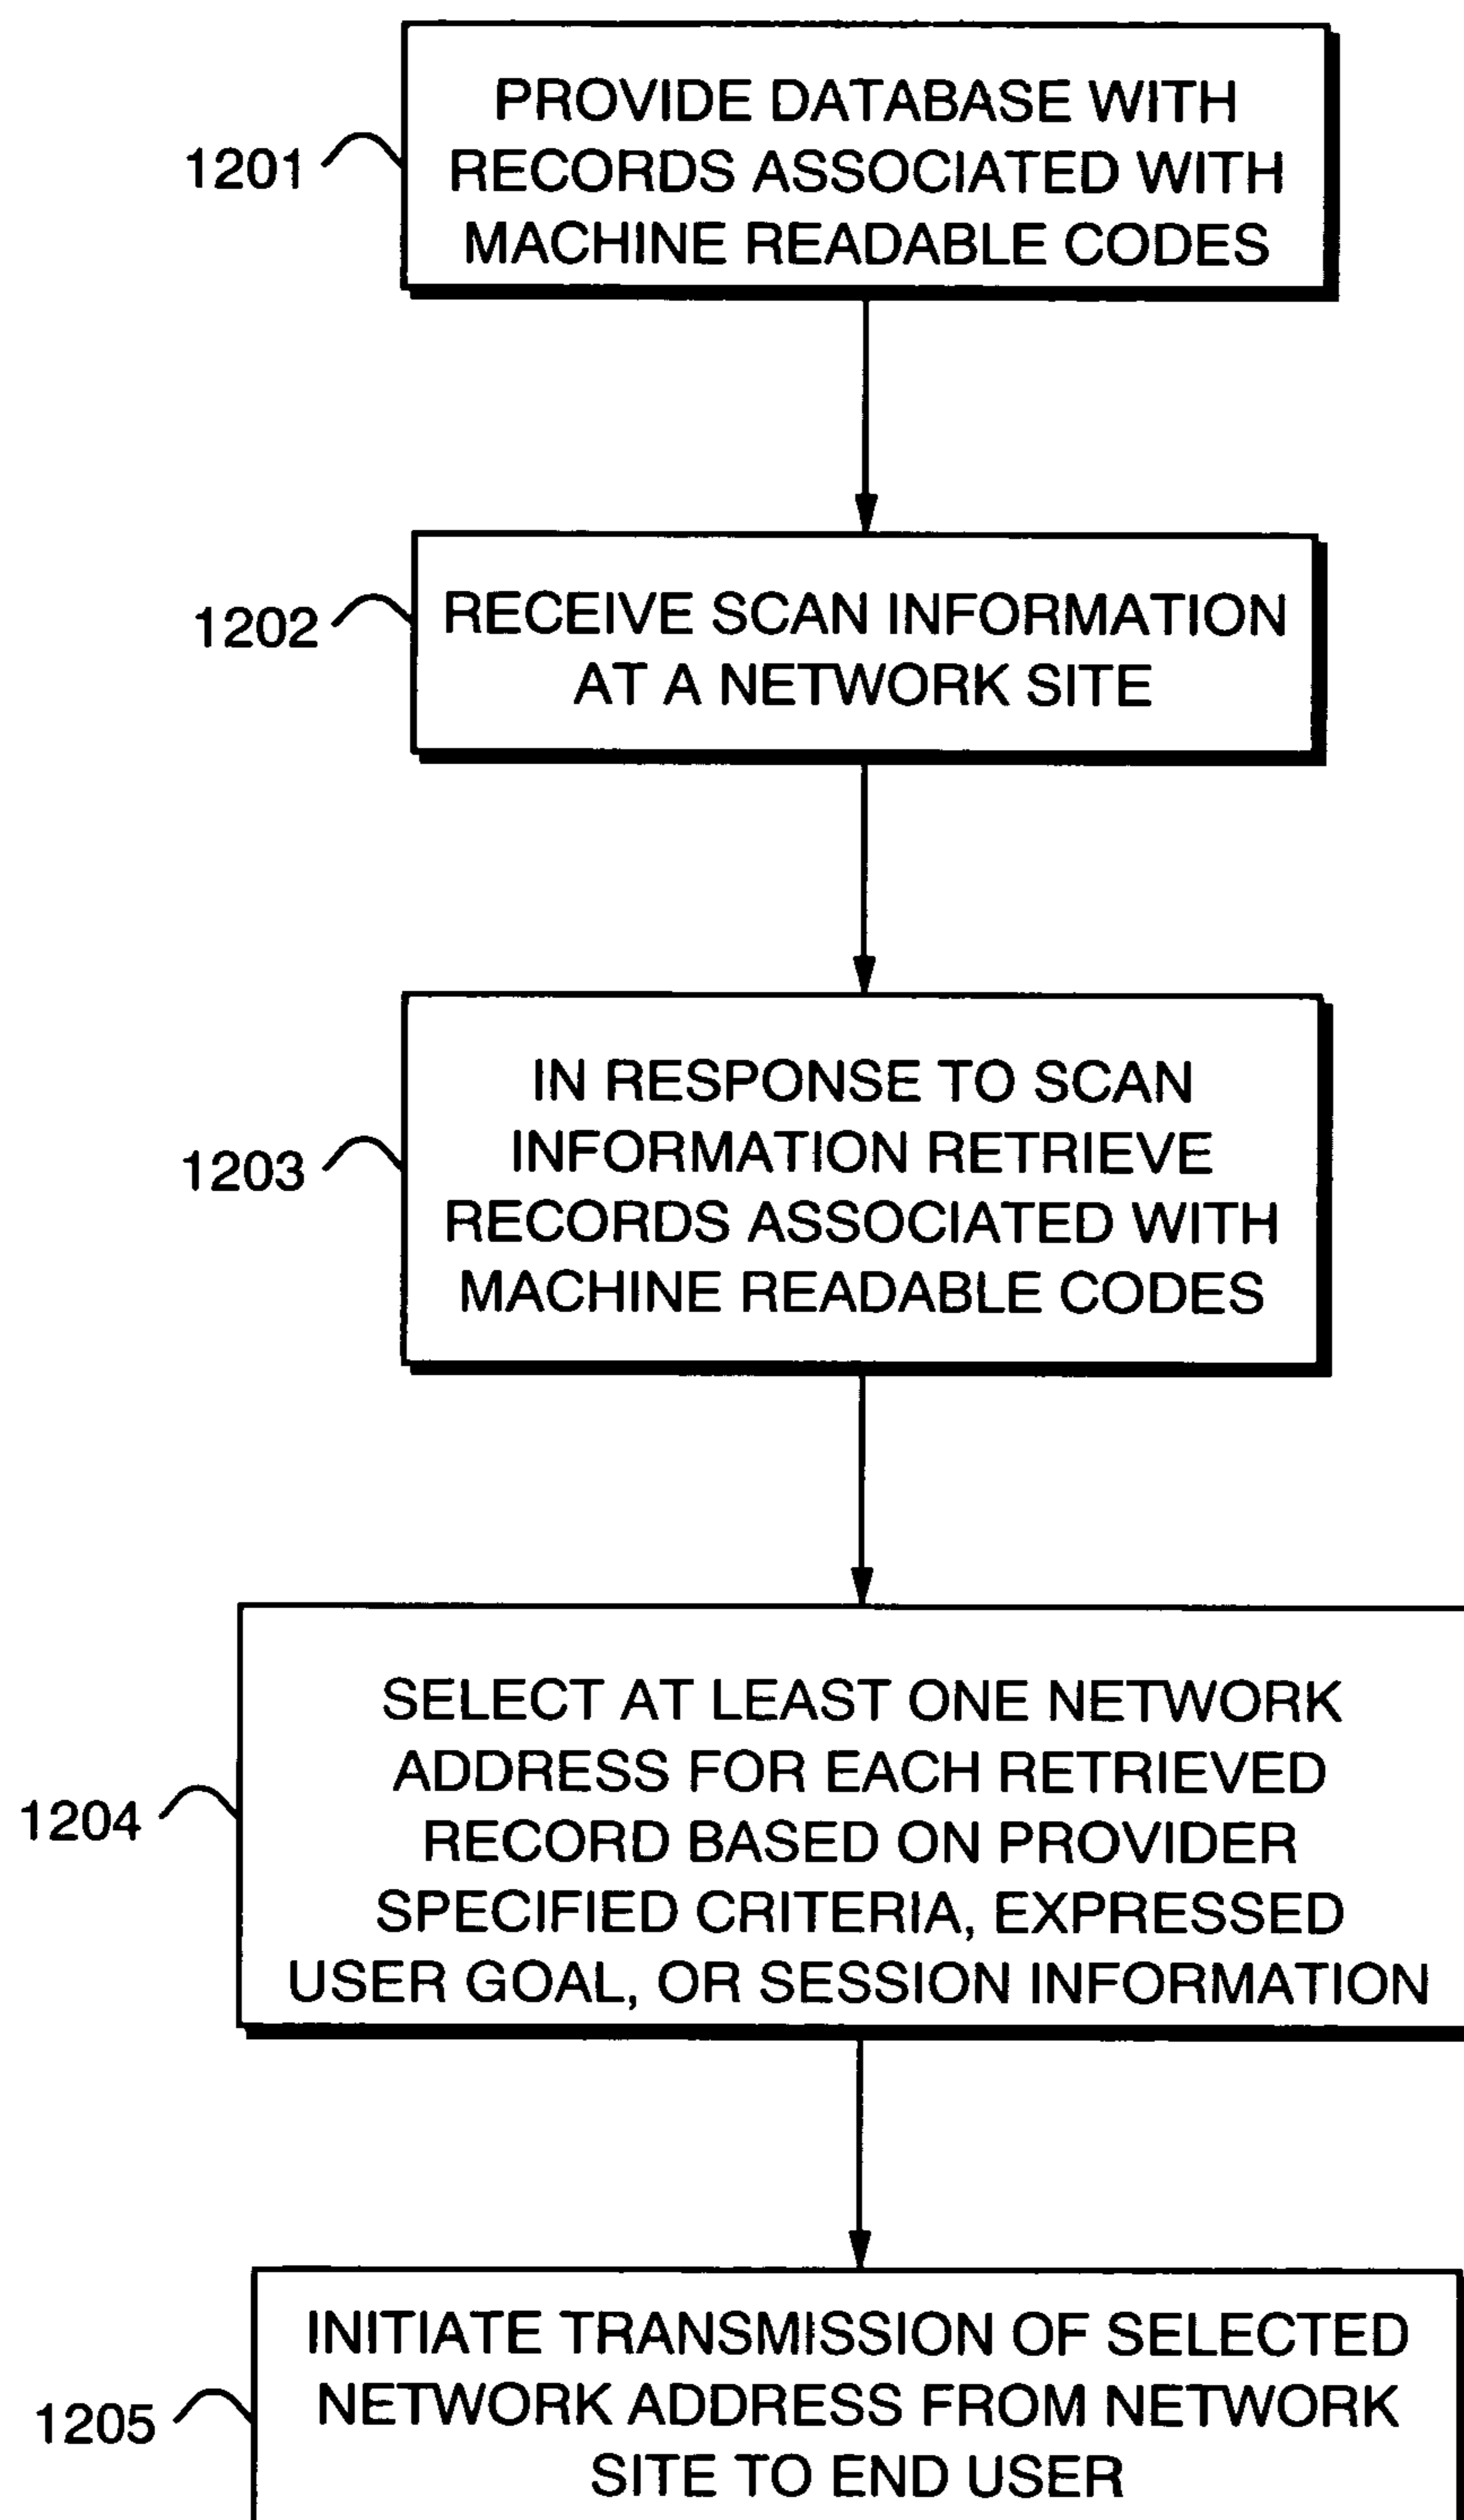 PROVIDE DATABASE WITH
RECORDS ASSOCIATED WITH
MACHINE READABLE CODES
1201
RECEIVE SCAN INFORMATION
AT A NETWORK SITE
1202
IN RESPONSE TO SCAN
INFORMATION RETRIEVE
RECORDS ASSOCIATED WITH
MACHINE READABLE CODES
1203
SELECT AT LEAST ONE NETWORK
ADDRESS FOR EACH RETRIEVED
RECORD BASED ON PROVIDER
SPECIFIED CRITERIA, EXPRESSED
USER GOAL, OR SESSION INFORMATION
1204
INITIATE TRANSMISSION OF SELECTED
NETWORK ADDRESS FROM NETWORK
SITE TO END USER
1205